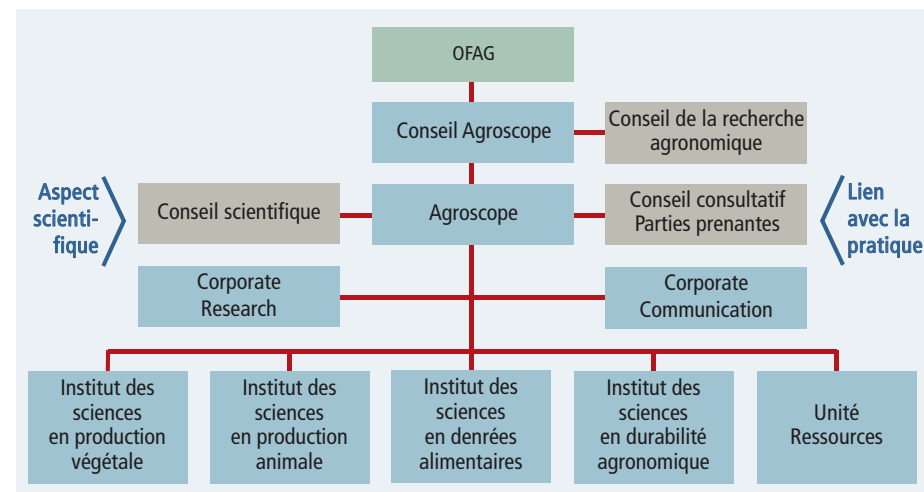 OFAG
Conseil Agroscope
Conseil de la recherche
agronomique
Aspect
scienti-
fique
Conseil scientifique
Agroscope
Conseil consultatif
Parties prenantes
Lien
avec la
pratique
Corporate
Research
Corporate
Communication
Institut des
sciences
en production
végétale
Institut des
sciences
en production
animale
Institut des
sciences
en denrées
alimentaires
Institut des
sciences
en durabilité
agronomique
Unité
Ressources